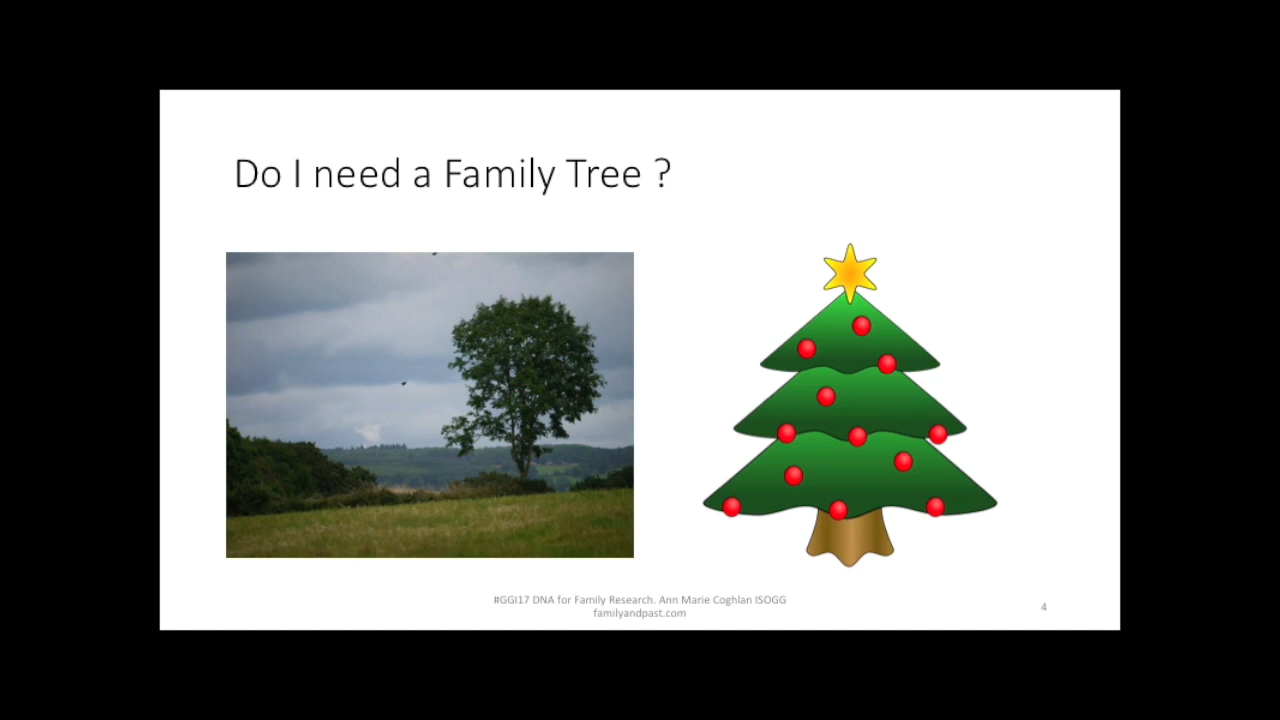 Do I need a Family Tree ?
#GGI17 DNA for Family Research. Ann Marie Coghlan ISOGG
familyandpast.com
4